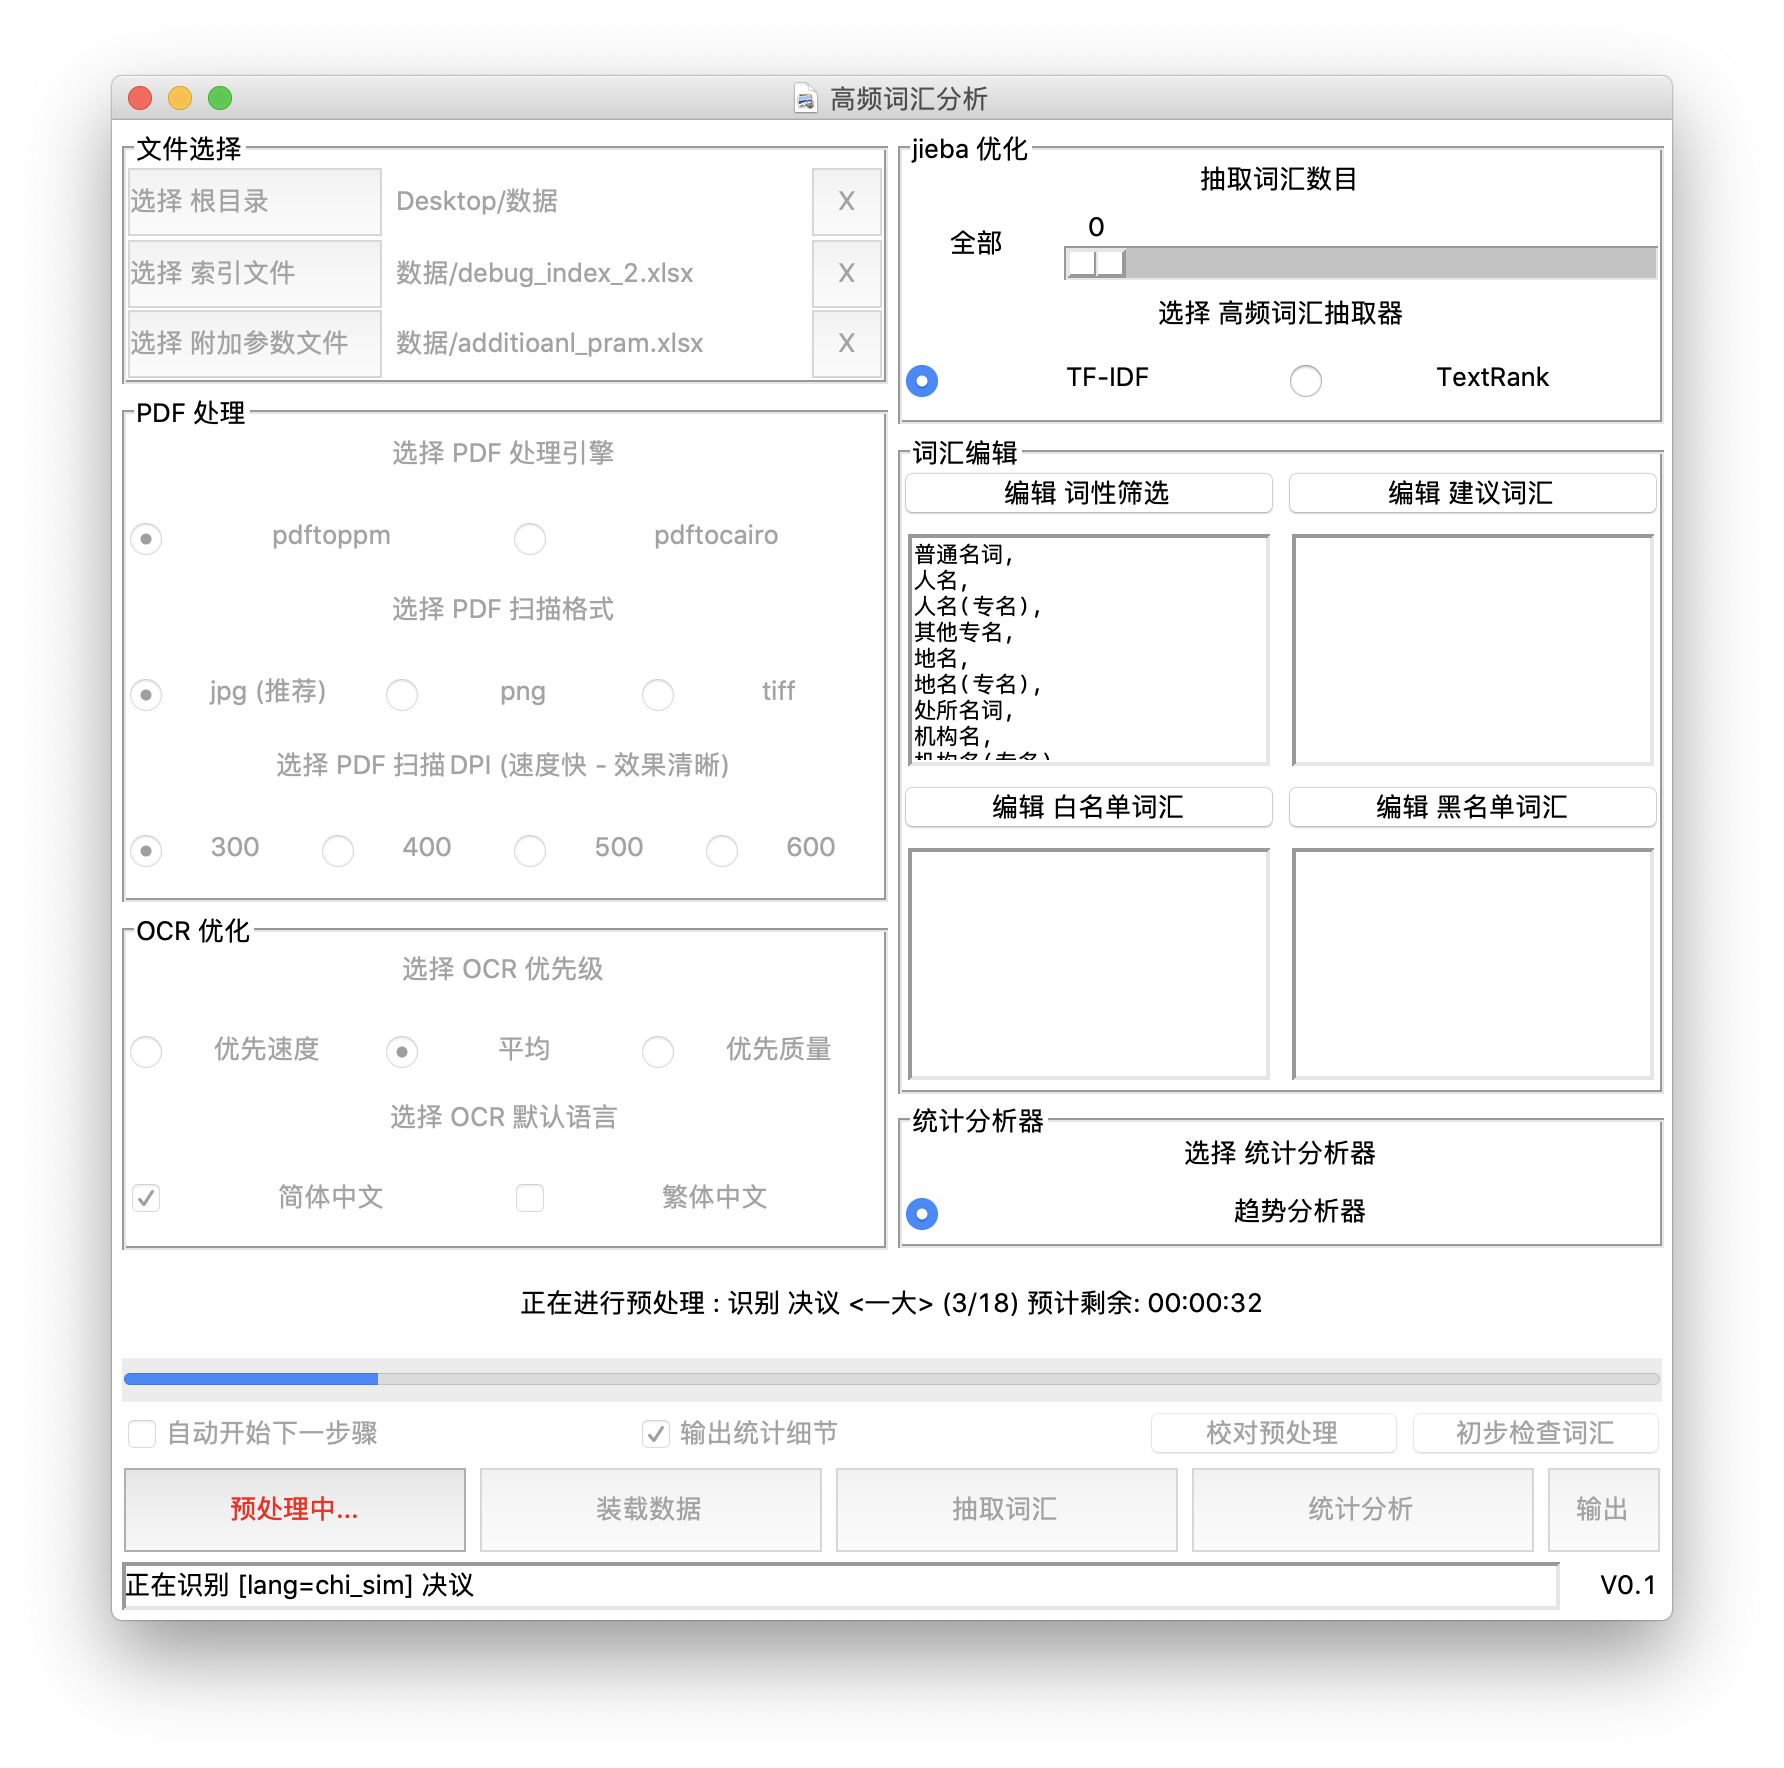 高频词汇分析
文件选择
选择 根目录 Desktop/数据 X
选择 索引文件 数据/debug_index_2.xlsx X
选择 附加参数文件 数据/additioanl_pram.xlsx X
PDF 处理
选择 PDF 处理引擎
pdftoppm pdftocairo
选择 PDF 扫描格式
jpg (推荐) png tiff
选择 PDF 扫描DPI (速度快 - 效果清晰)
300 400 500 600
OCR 优化
选择 OCR 优先级
优先速度 平均 优先质量
选择 OCR 默认语言
简体中文 繁体中文
jieba 优化
抽取词汇数目
0
全部
选择 高频词汇抽取器
TF-IDF TextRank
词汇编辑
编辑 词性筛选 编辑 建议词汇
普通名词,
人名,
人名(专名),
其他专名,
地名,
地名(专名),
处所名词,
机构名,
机构名(专名)
编辑 白名单词汇 编辑 黑名单词汇
统计分析器
选择 统计分析器
趋势分析器
正在进行预处理 : 识别 决议 <一大> (3/18) 预计剩余: 00:00:32
自动开始下一步骤 输出统计细节 校对预处理 初步检查词汇
预处理中... 装载数据 抽取词汇 统计分析 输出
正在识别 [lang=chi_sim] 决议 V0.1